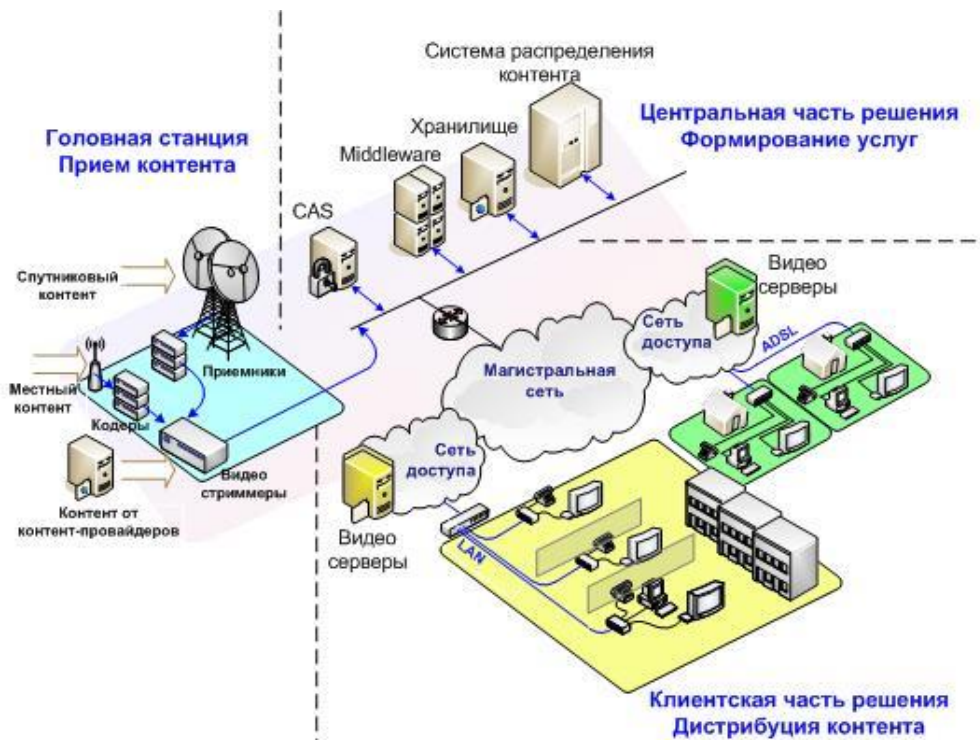 Система распределения
контента
Центральная часть решения
Формирование услуг
Головная станция
Прием контента
Хранилище
Middleware
CAS
Спутниковый
контент
Приемники
Местный
контент
Кодеры
Видео
стриммеры
Контент от
контент-провайдеров
Видео
серверы
Сеть
доступа
ADSL
Магистральная
сеть
Сеть
доступа
Видео
серверы
LAN
Клиентская часть решения
Дистрибуция контента